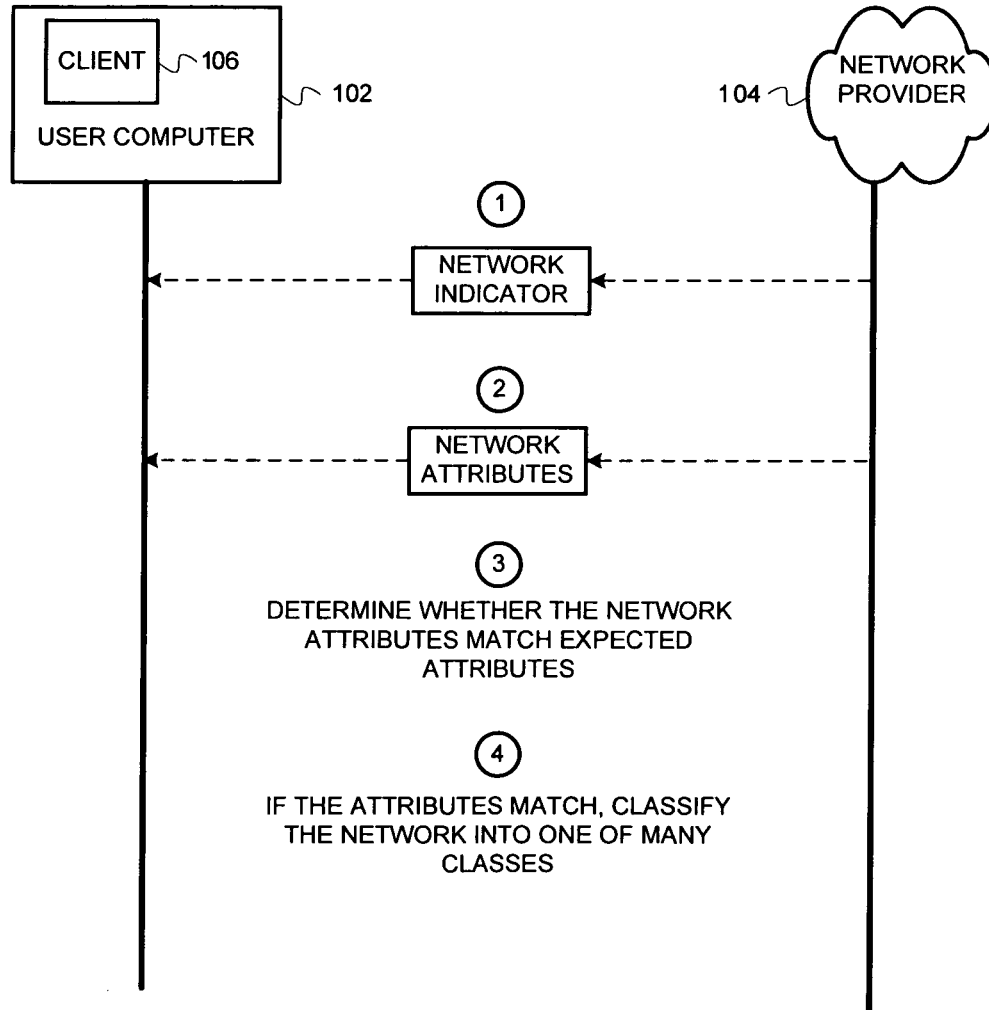 CLIENT
106
USER COMPUTER
102
104
NETWORK
PROVIDER
1
NETWORK
INDICATOR
2
NETWORK
ATTRIBUTES
3
DETERMINE WHETHER THE NETWORK
ATTRIBUTES MATCH EXPECTED
ATTRIBUTES
4
IF THE ATTRIBUTES MATCH, CLASSIFY
THE NETWORK INTO ONE OF MANY
CLASSES